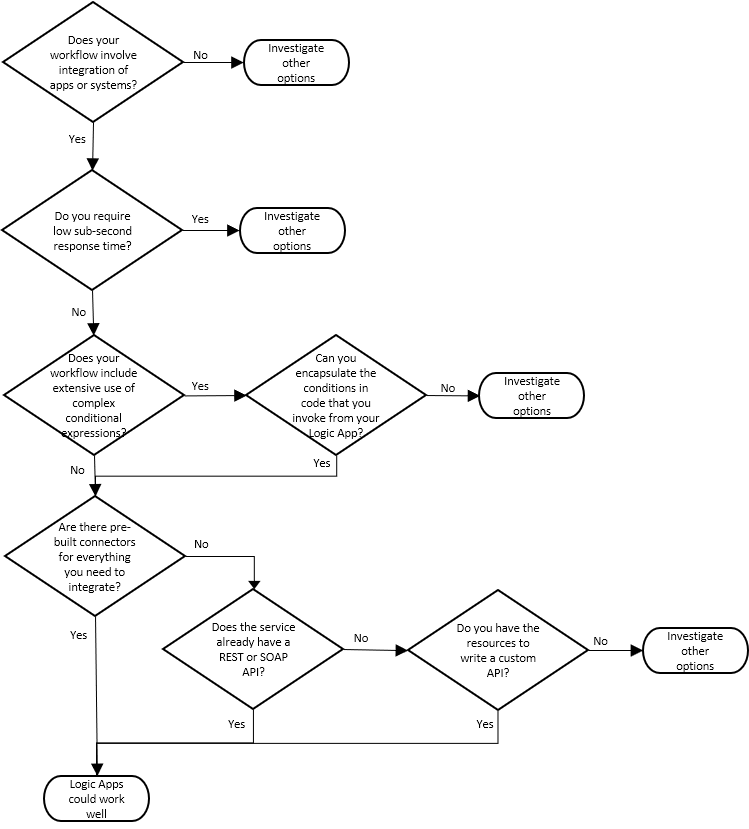 Does your
workflow involve
integration of
apps or systems?
No
Investigate
other
options
Yes
Do you require
low sub-second
response time?
Yes
Investigate
other
options
No
Does your
workflow include
extensive use of
complex
conditional
expressions?
Yes
Can you
encapsulate the
conditions in
code that you
invoke from your
Logic App?
No
Investigate
other
options
Yes
No
Are there pre-
built connectors
for everything
you need to
integrate?
No
Yes
Does the service
already have a
REST or SOAP
API?
No
Do you have the
resources to
write a custom
API?
No
Investigate
other
options
Yes
Yes
Logic Apps
could work
well